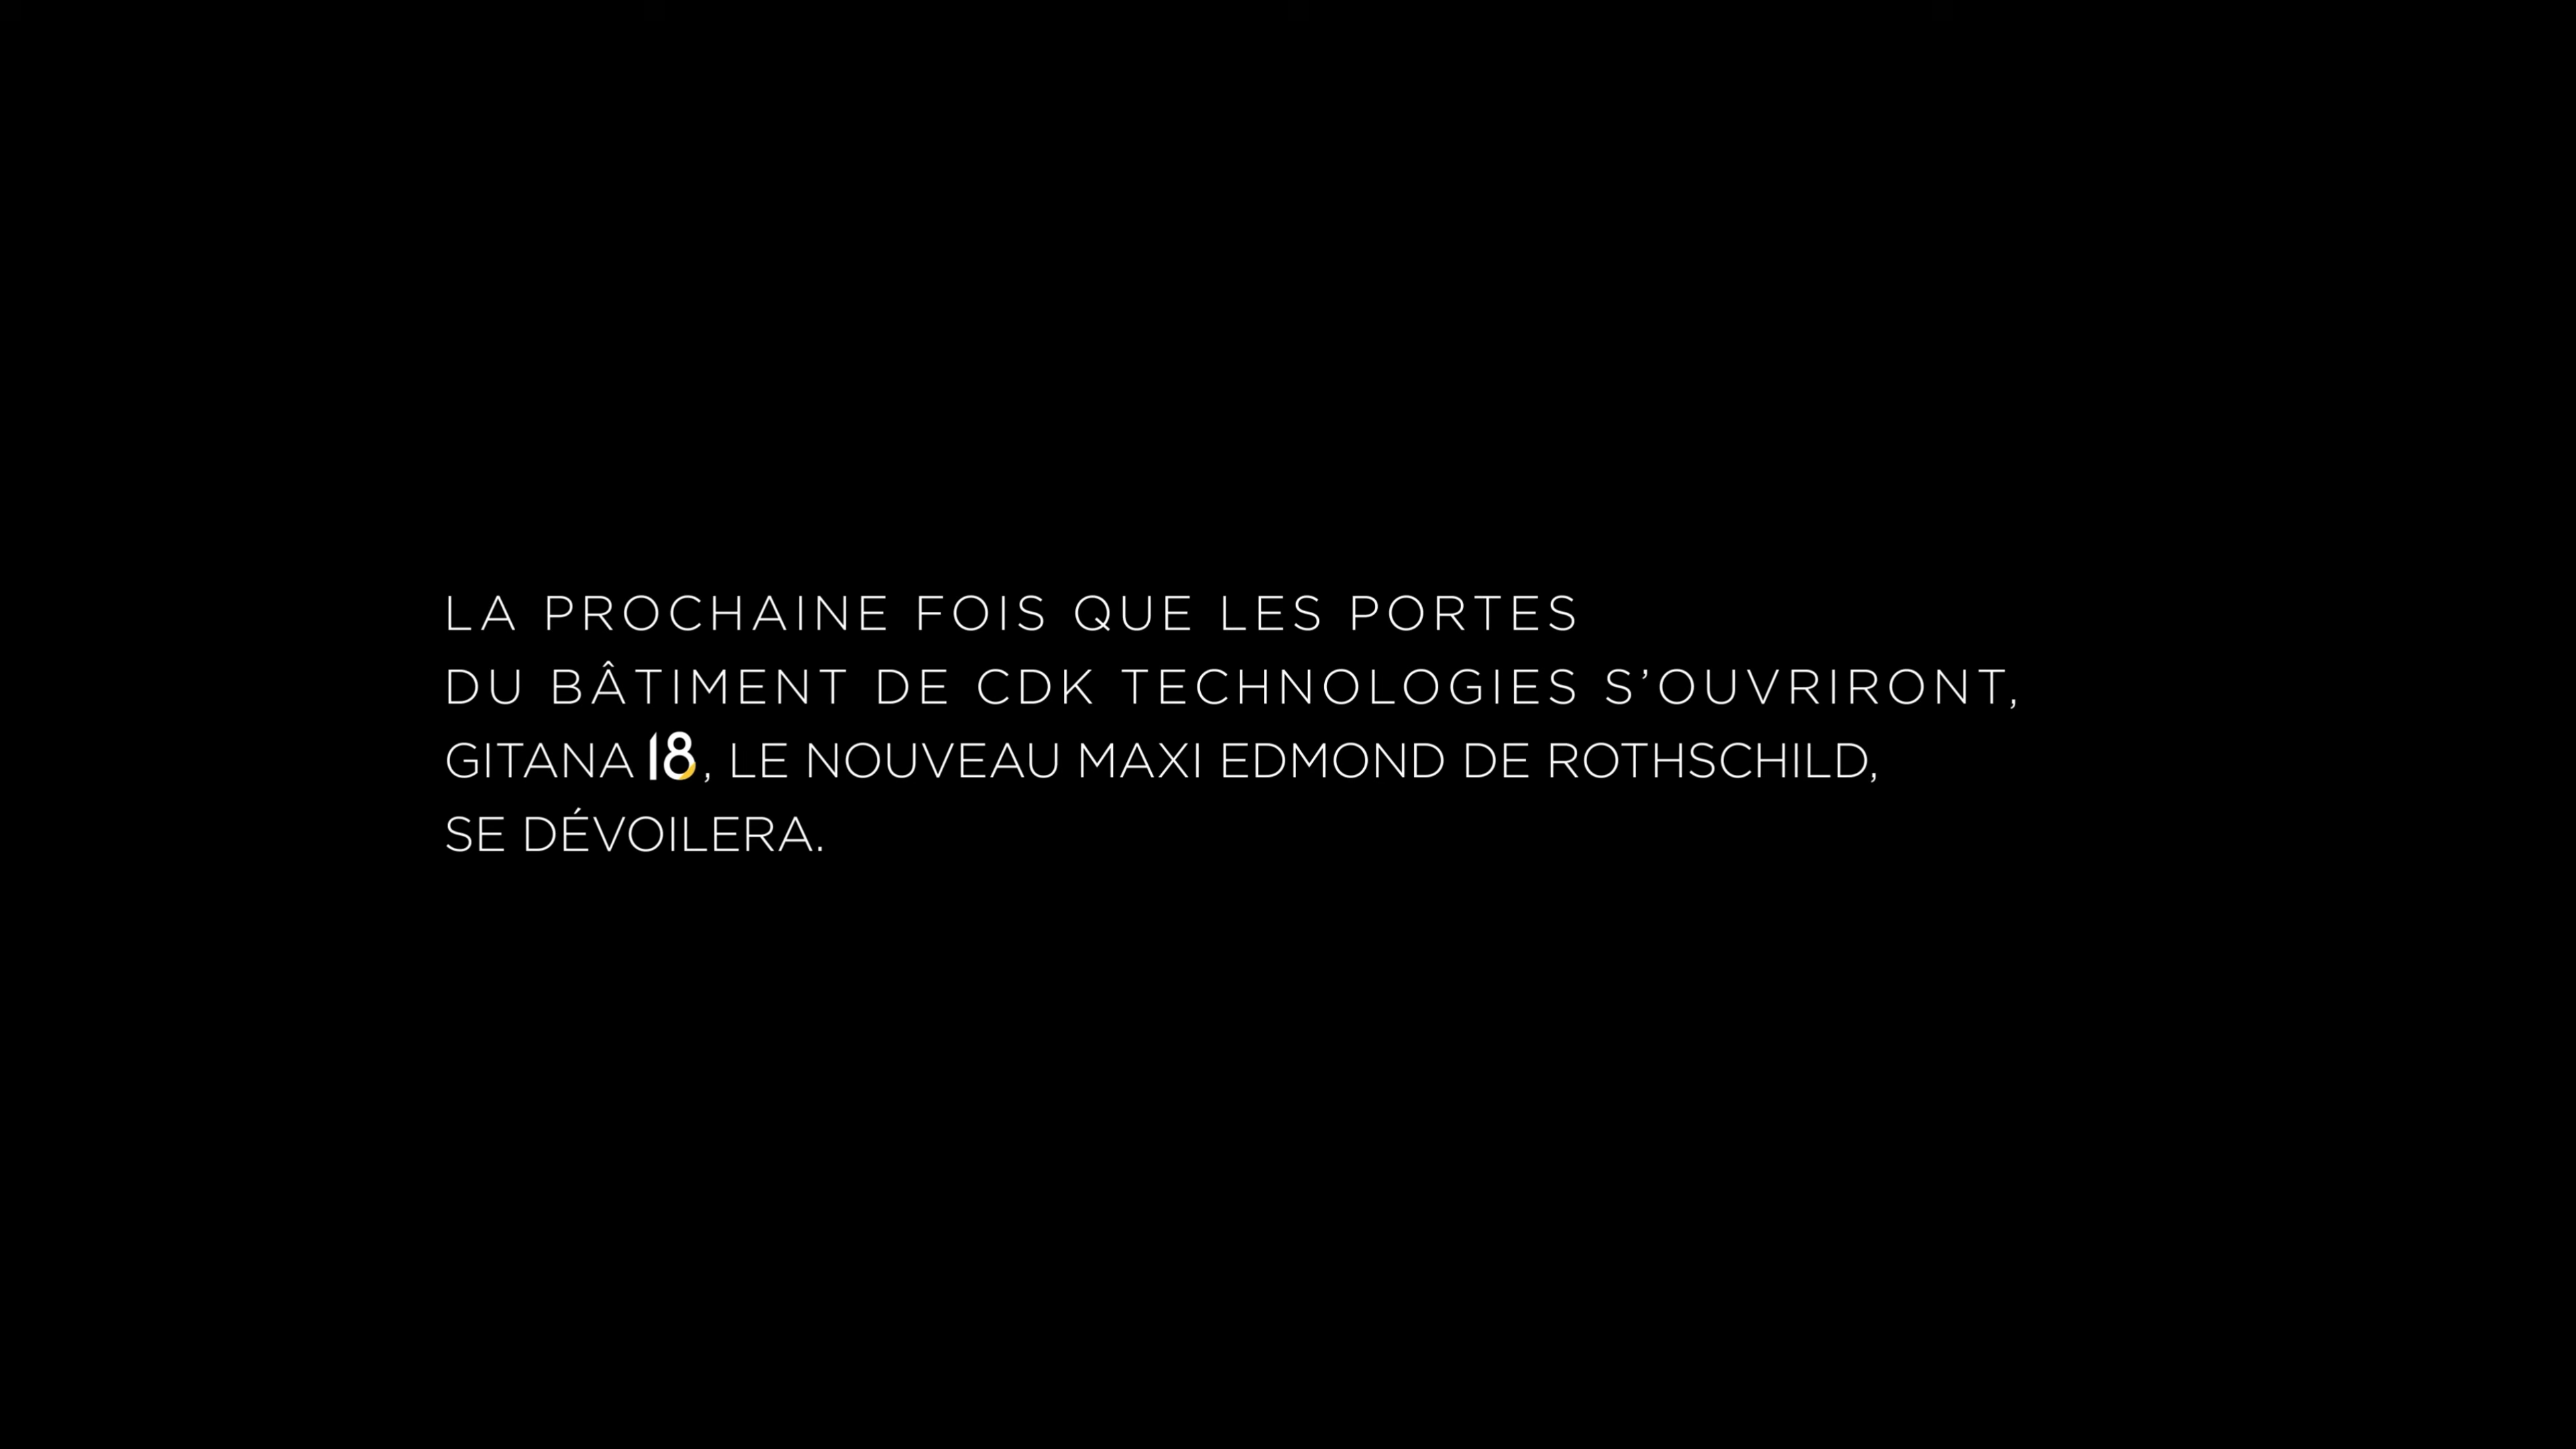 LA PROCHAINE FOIS QUE LES PORTES
DU BÂTIMENT DE CDK TECHNOLOGIES S’OUVRIRONT,
GITANA 18, LE NOUVEAU MAXI EDMOND DE ROTHSCHILD,
SE DÉVOILERA.